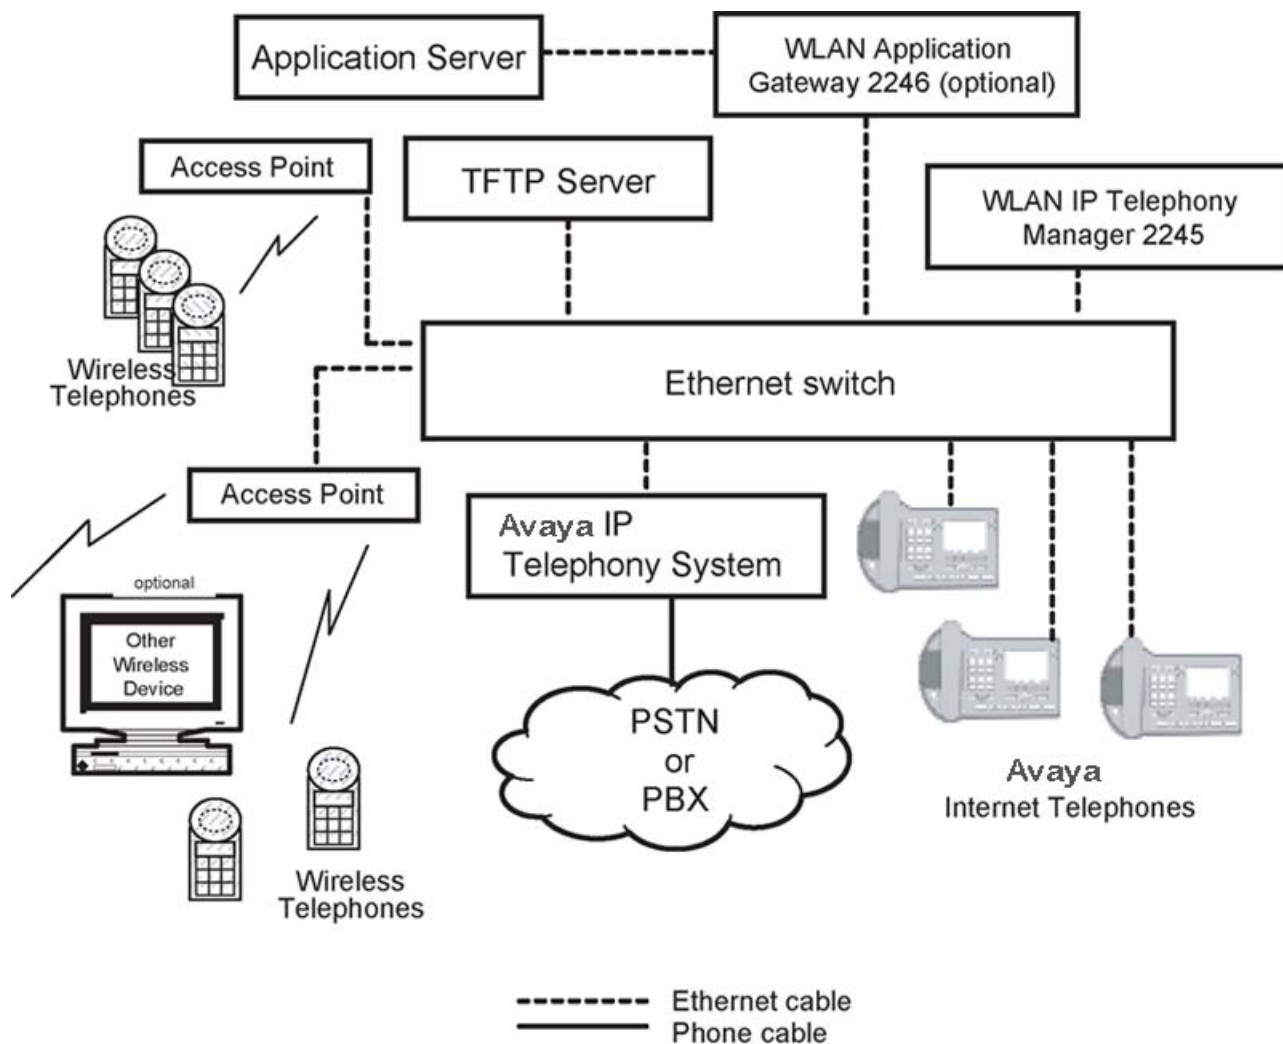 Application Server
WLAN Application
Gateway 2246 (optional)
Access Point
TFTP Server
WLAN IP Telephony
Manager 2245
Wireless
Telephones
Ethernet switch
Access Point
Avaya IP
Telephony System
optional
Other
Wireless
Device
PSTN
or
PBX
Avaya
Internet Telephones
Wireless
Telephones
Ethernet cable
Phone cable